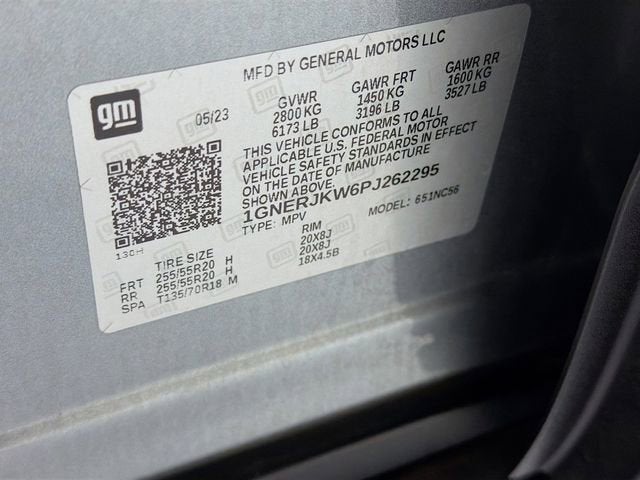 MFD BY GENERAL MOTORS LLC
gm
05/23
GVWR GAWR FRT GAWR RR
2800 KG 1450 KG 1600 KG
6173 LB 3196 LB 3527 LB
THIS VEHICLE CONFORMS TO ALL
APPLICABLE U.S. FEDERAL MOTOR
VEHICLE SAFETY STANDARDS IN EFFECT
ON THE DATE OF MANUFACTURE
SHOWN ABOVE.
1GNERJKW6PJ262295
TYPE: MPV MODEL: 651NC56
TIRE SIZE RIM
FRT 255/55R20 H 20X8J
RR 255/55R20 H 20X8J
SPA T135/70R18 M 18X4.5B